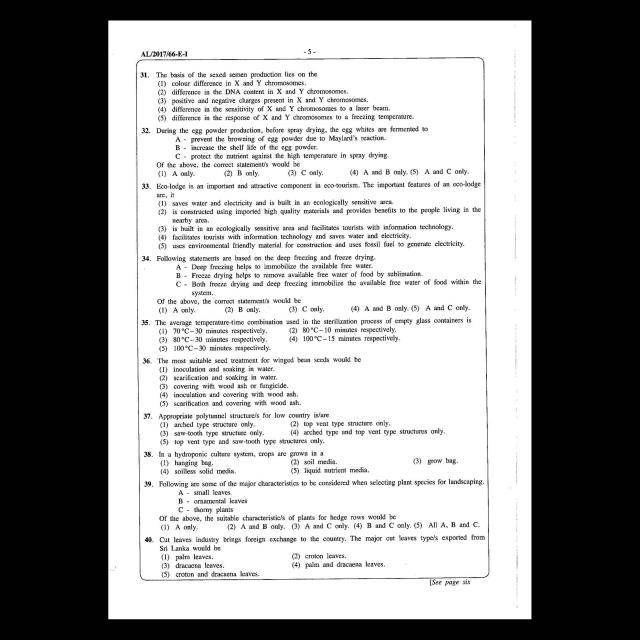 AL/2017/66-E-I
- 5 -
31. The basis of the sexed semen production lies on the
(1) colour difference in X and Y chromosomes.
(2) difference in the DNA content in X and Y chromosomes.
(3) positive and negative charges present in X and Y chromosomes.
(4) difference in the sensitivity of X and Y chromosomes to a laser beam.
(5) difference in the response of X and Y chromosomes to a freezing temperature.
32. During the egg powder production, before spray drying, the egg whites are fermented to
A - prevent the browning of egg powder due to Maylard's reaction.
B - increase the shelf life of the egg powder.
C - protect the nutrient against the high temperature in spray drying.
Of the above, the correct statement/s would be
(1) A only. (2) B only. (3) C only. (4) A and B only. (5) A and C only.
33. Eco-lodge is an important and attractive component in eco-tourism. The important features of an eco-lodge
are, it
(1) saves water and electricity and is built in an ecologically sensitive area.
(2) is constructed using imported high quality materials and provides benefits to the people living in the
nearby area.
(3) is built in an ecologically sensitive area and facilitates tourists with information technology.
(4) facilitates tourists with information technology and saves water and electricity.
(5) uses environmental friendly material for construction and uses fossil fuel to generate electricity.
34. Following statements are based on the deep freezing and freeze drying.
A - Deep freezing helps to immobilize the available free water.
B - Freeze drying helps to remove available free water of food by sublimation.
C - Both freeze drying and deep freezing immobilize the available free water of food within the
system.
Of the above, the correct statement/s would be
(1) A only. (2) B only. (3) C only. (4) A and B only. (5) A and C only.
35. The average temperature-time combination used in the sterilization process of empty glass containers is
(1) 70°C-30 minutes respectively. (2) 80°C-10 minutes respectively.
(3) 80°C-30 minutes respectively. (4) 100°C-15 minutes respectively.
(5) 100°C-30 minutes respectively.
36. The most suitable seed treatment for winged bean seeds would be
(1) inoculation and soaking in water.
(2) scarification and soaking in water.
(3) covering with wood ash or fungicide.
(4) inoculation and covering with wood ash.
(5) scarification and covering with wood ash.
37. Appropriate polytunnel structure/s for low country is/are
(1) arched type structure only. (2) top vent type structure only.
(3) saw-tooth type structure only. (4) arched type and top vent type structures only.
(5) top vent type and saw-tooth type structures only.
38. In a hydroponic culture system, crops are grown in a
(1) hanging bag. (2) soil media. (3) grow bag.
(4) soilless solid media. (5) liquid nutrient media.
39. Following are some of the major characteristics to be considered when selecting plant species for landscaping.
A - small leaves
B - ornamental leaves
C - thorny plants
Of the above, the suitable characteristic/s of plants for hedge rows would be
(1) A only. (2) A and B only. (3) A and C only. (4) B and C only. (5) All A, B and C.
40. Cut leaves industry brings foreign exchange to the country. The major cut leaves type/s exported from
Sri Lanka would be
(1) palm leaves. (2) croton leaves.
(3) dracaena leaves. (4) palm and dracaena leaves.
(5) croton and dracaena leaves.
[See page six